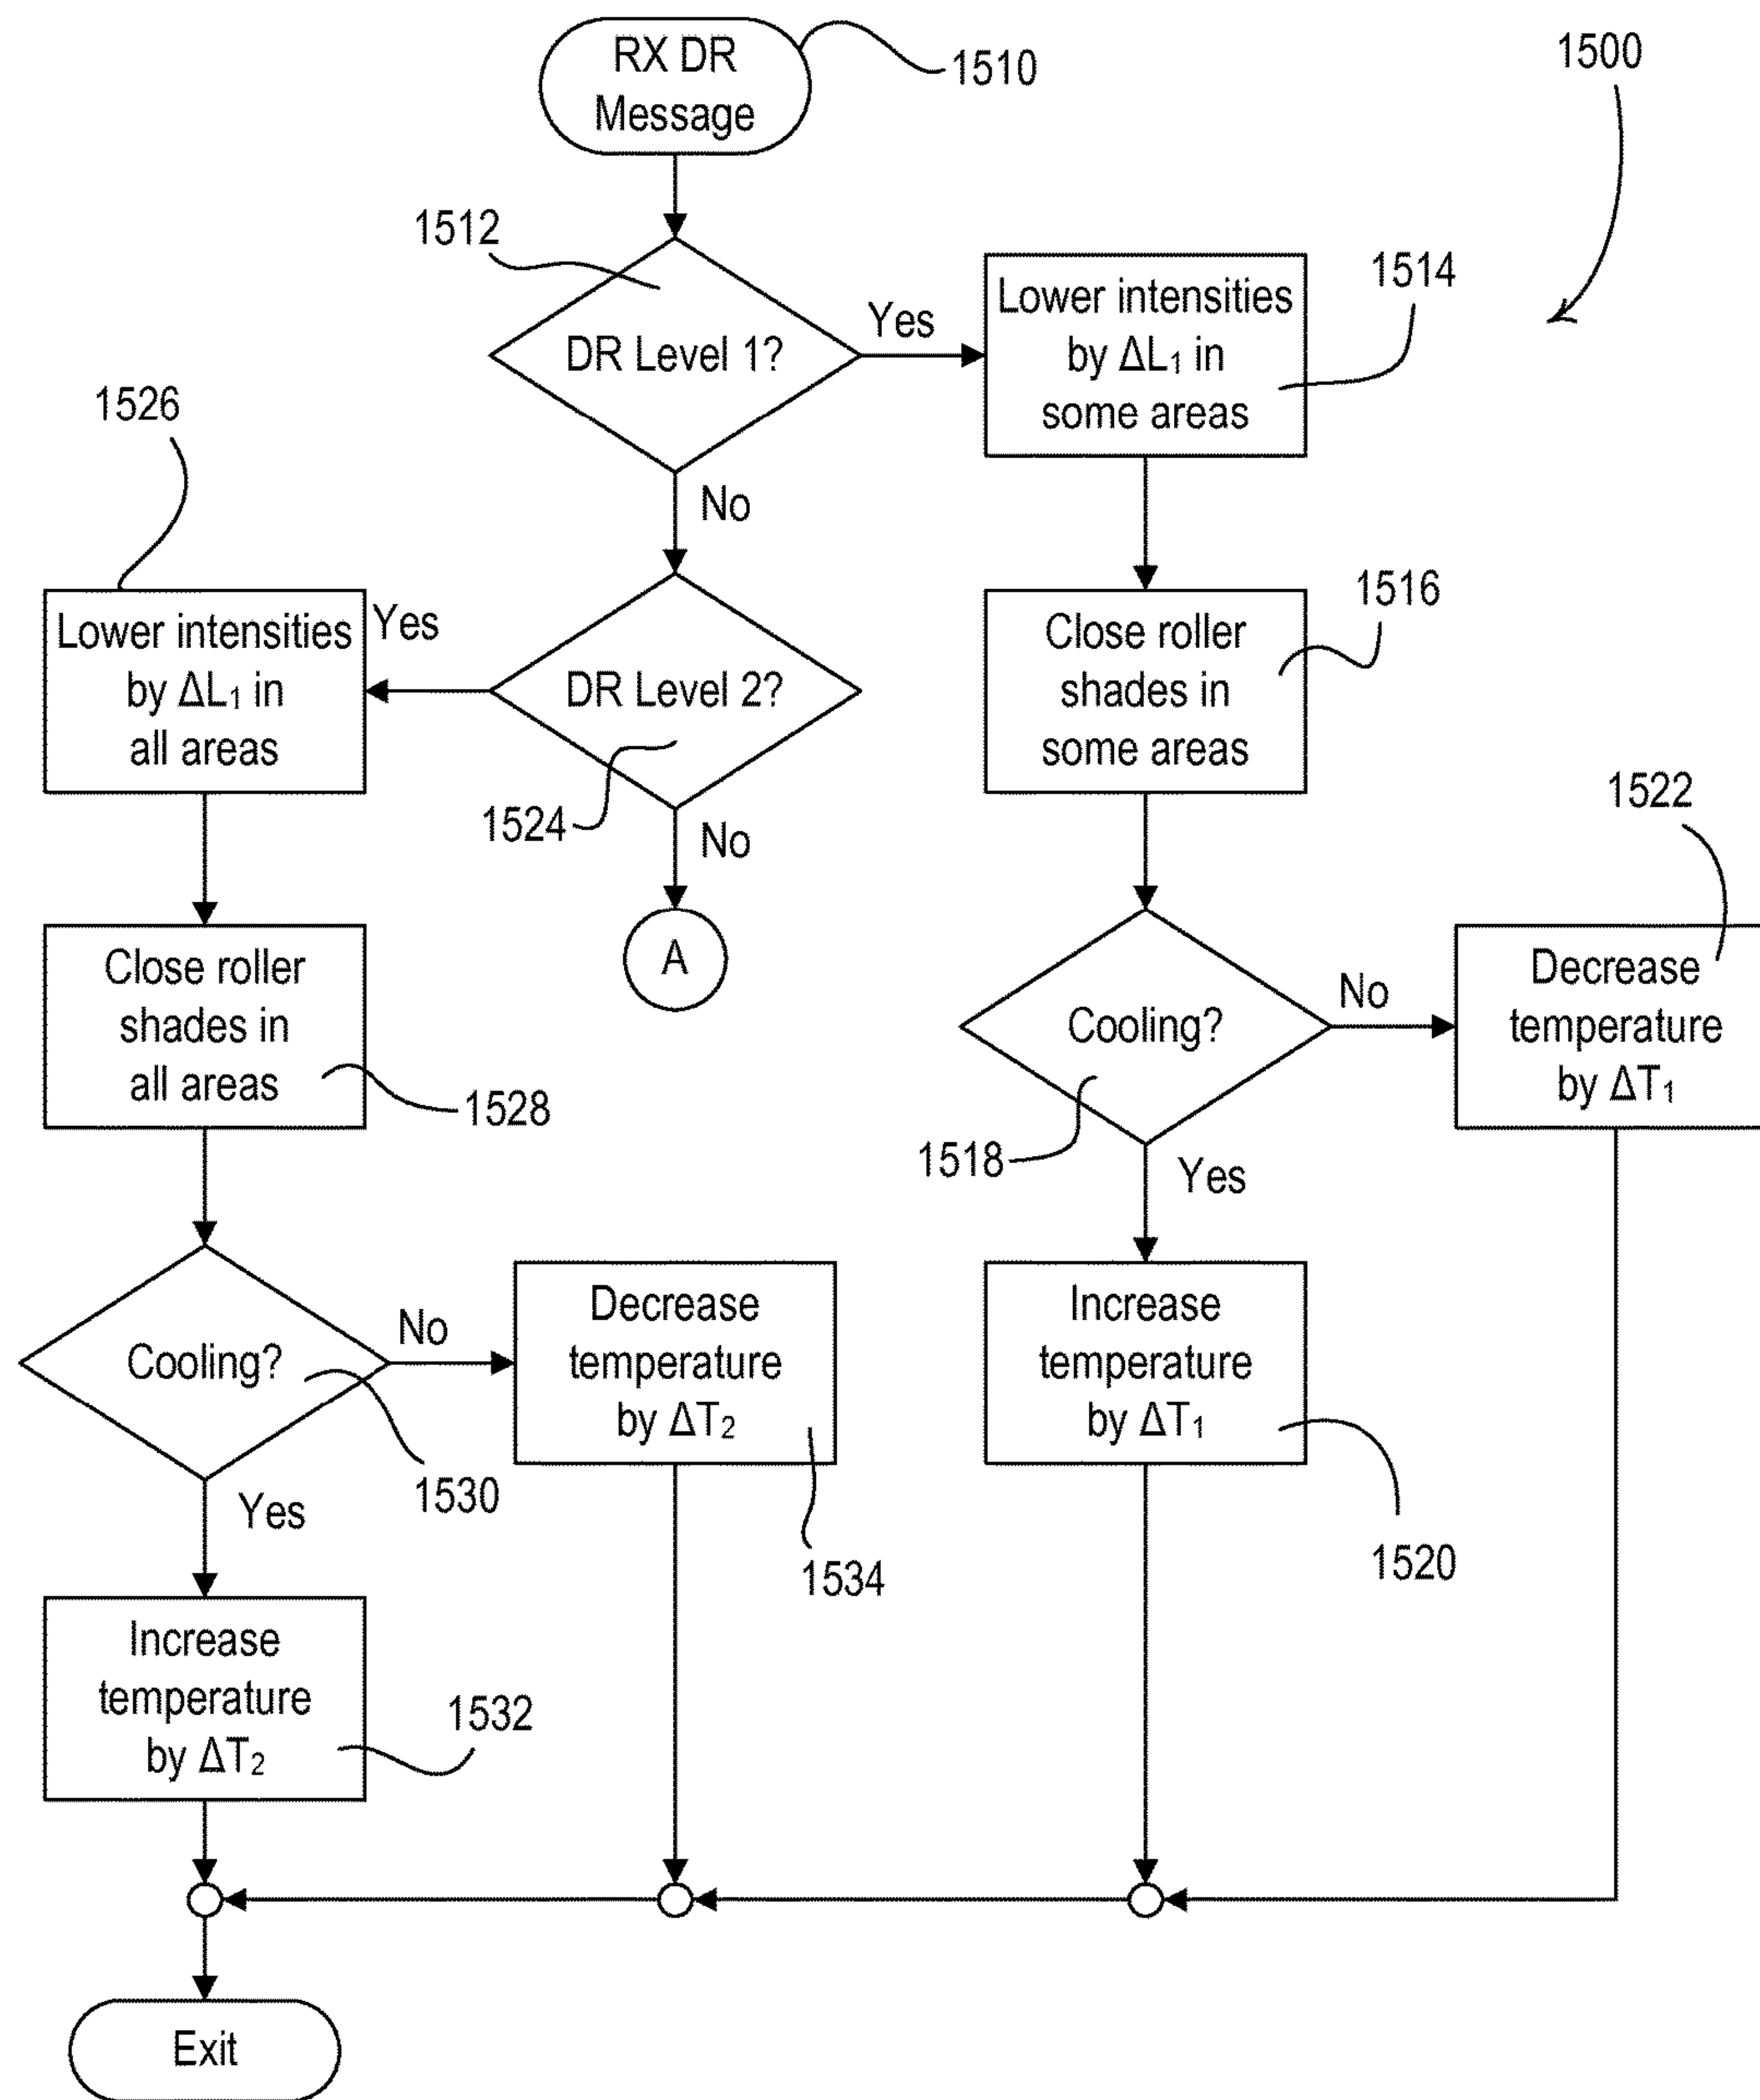 RX DR
Message
1510
1500
1512
DR Level 1?
Yes
No
Lower intensities
by ΔL₁ in
some areas
1514
1526
Lower intensities
by ΔL₁ in
all areas
Yes
DR Level 2?
1524
No
A
Close roller
shades in
some areas
1516
1522
Decrease
temperature
by ΔT₁
Cooling?
No
1518
Yes
Close roller
shades in
all areas
1528
Cooling?
No
1530
Yes
Decrease
temperature
by ΔT₂
1534
Increase
temperature
by ΔT₁
1520
Increase
temperature
by ΔT₂
1532
Exit